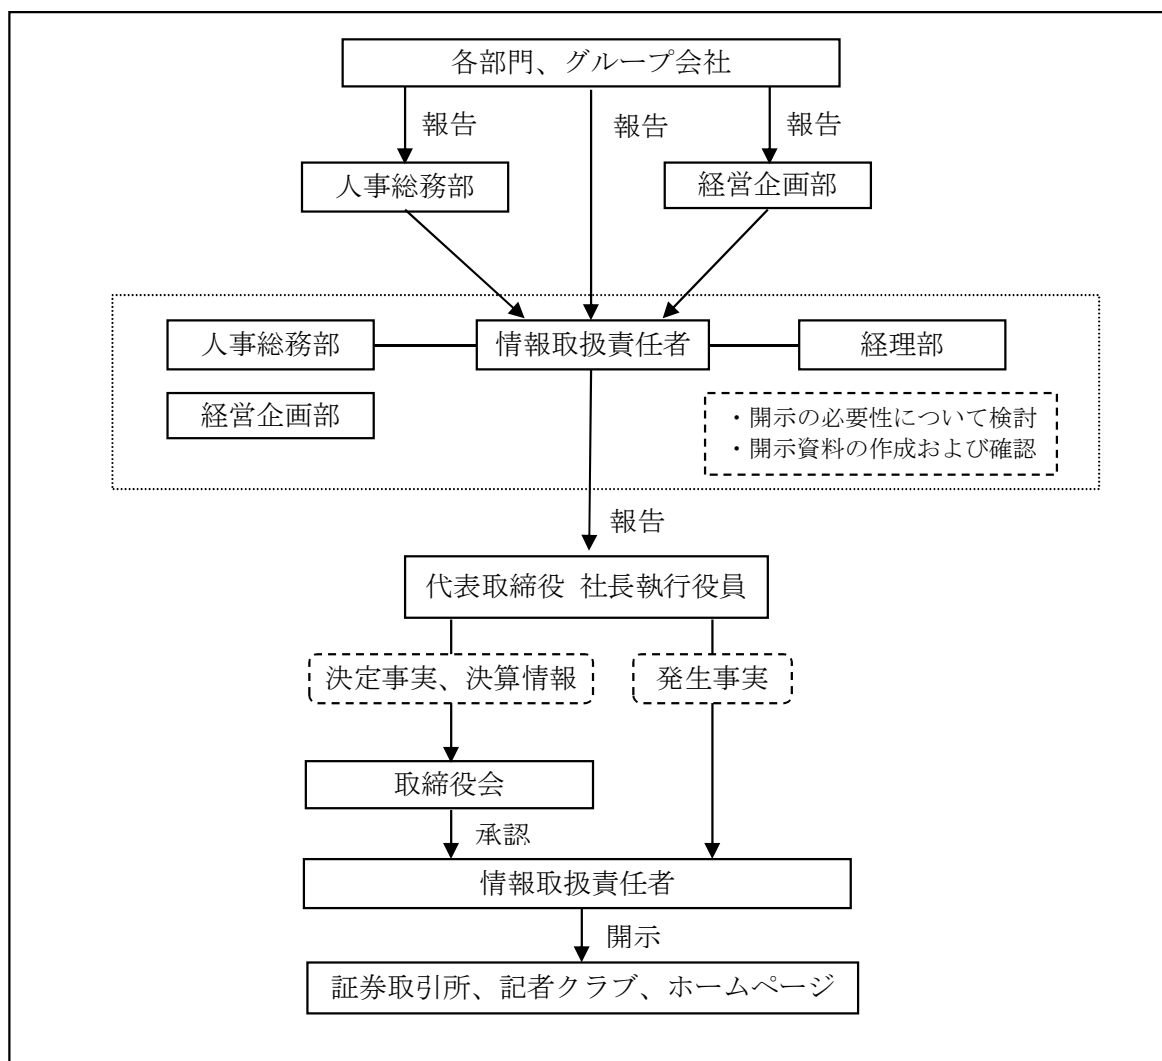 各部門、グループ会社
報告
報告
報告
人事総務部
経営企画部
人事総務部
情報取扱責任者
経理部
経営企画部
・開示の必要性について検討
・開示資料の作成および確認
報告
代表取締役 社長執行役員
決定事実、決算情報
発生事実
取締役会
承認
情報取扱責任者
開示
証券取引所、記者クラブ、ホームページ